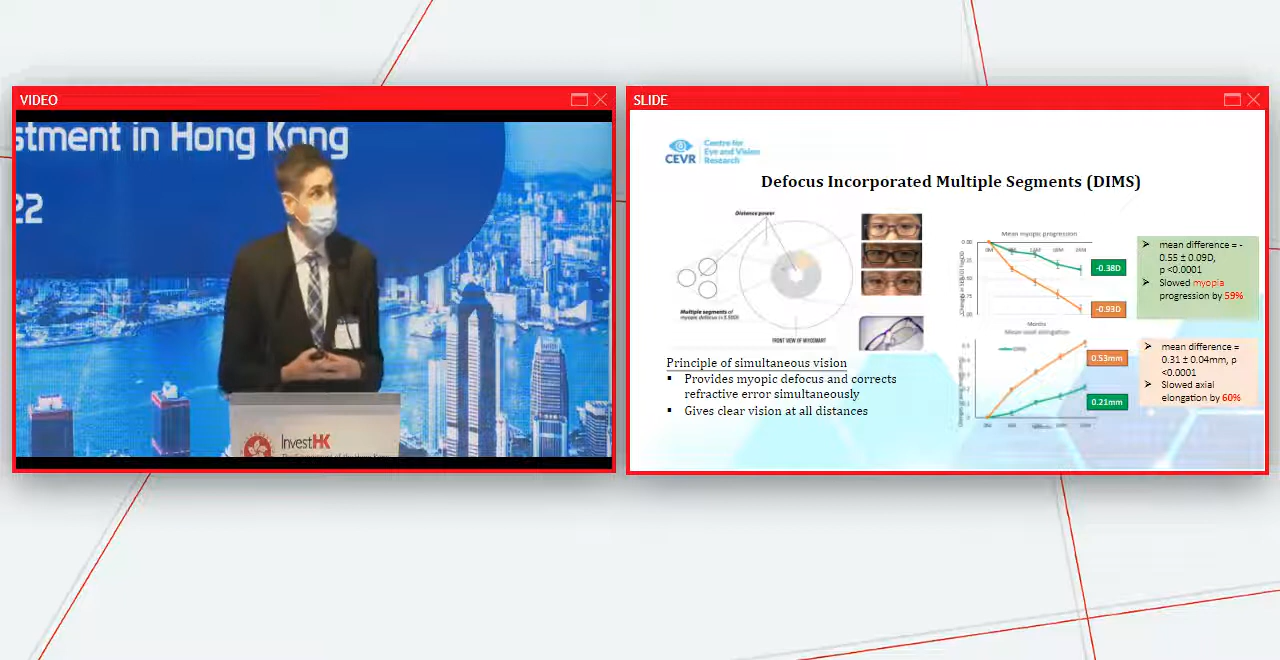 VIDEO
stment in Hong Kong
22
InvestHK
SLIDE
CEVR
Centre for
Eye and Vision
Research
Defocus Incorporated Multiple Segments (DIMS)
Distance power
Multiple segments of
myopic defocus
FRONT VIEW OF MYOSMART
Principle of simultaneous vision
▪ Provides myopic defocus and corrects
refractive error simultaneously
▪ Gives clear vision at all distances
Mean myopic progression
-0.38D
-0.93D
Months
Mean axial elongation
DIMS
0.53mm
0.21mm
➢ mean difference = -
0.55 ± 0.09D,
p <0.0001
➢ Slowed myopia
progression by 59%
➢ mean difference =
0.31 ± 0.04mm, p
<0.0001
➢ Slowed axial
elongation by 60%